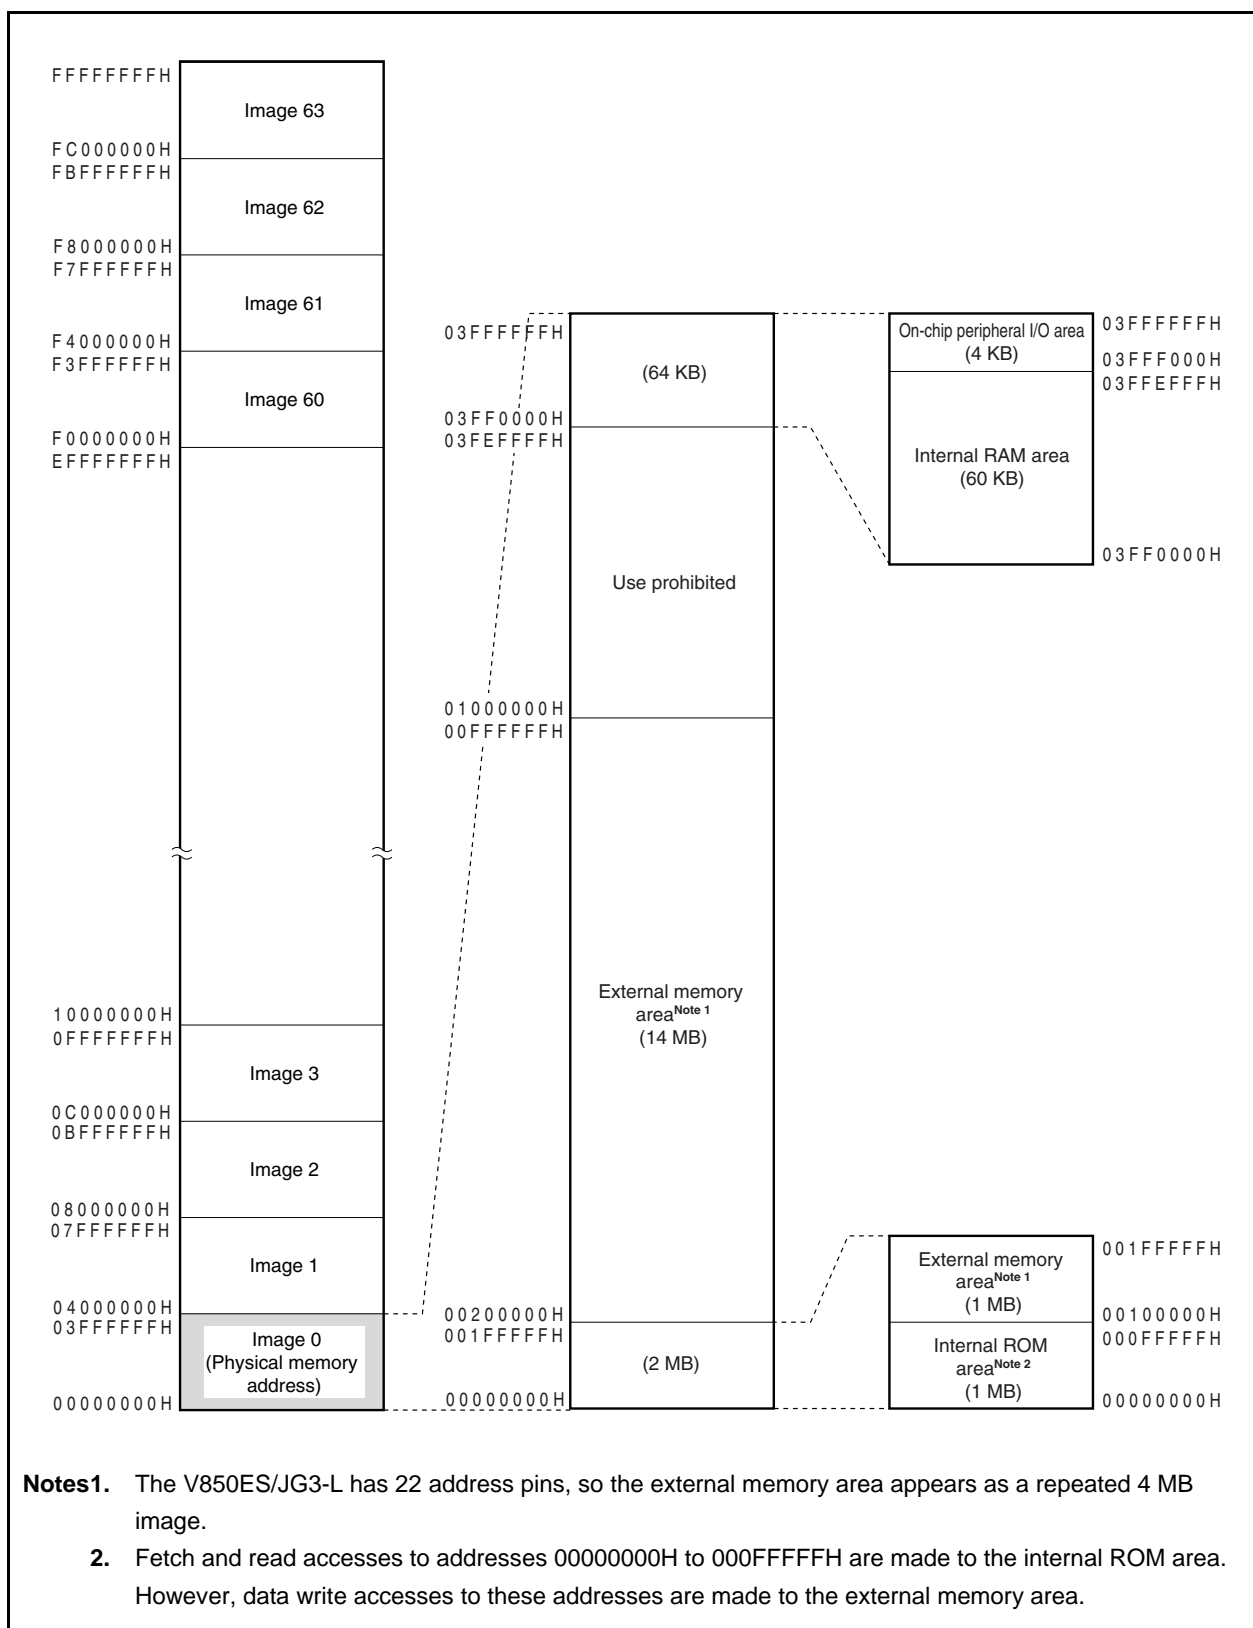 FFFFFFFFH
Image 63
FC000000H
FBFFFFFFH
Image 62
F8000000H
F7FFFFFFH
Image 61
F4000000H
F3FFFFFFH
Image 60
F0000000H
EFFFFFFFH
10000000H
0FFFFFFFH
Image 3
0C000000H
0BFFFFFFH
Image 2
08000000H
07FFFFFFH
Image 1
04000000H
03FFFFFFH
Image 0
(Physical memory
address)
00000000H
03FFFFFFH
(64 KB)
03FF0000H
03FEFFFFH
Use prohibited
01000000H
00FFFFFFH
External memory
areaNote 1
(14 MB)
00200000H
001FFFFFH
(2 MB)
00000000H
On-chip peripheral I/O area
(4 KB)
03FFFFFFH
03FFF000H
03FFEFFFH
Internal RAM area
(60 KB)
03FF0000H
External memory
areaNote 1
(1 MB)
001FFFFFH
00100000H
000FFFFFH
Internal ROM
areaNote 2
(1 MB)
00000000H
Notes1. The V850ES/JG3-L has 22 address pins, so the external memory area appears as a repeated 4 MB
image.
2. Fetch and read accesses to addresses 00000000H to 000FFFFFH are made to the internal ROM area.
However, data write accesses to these addresses are made to the external memory area.